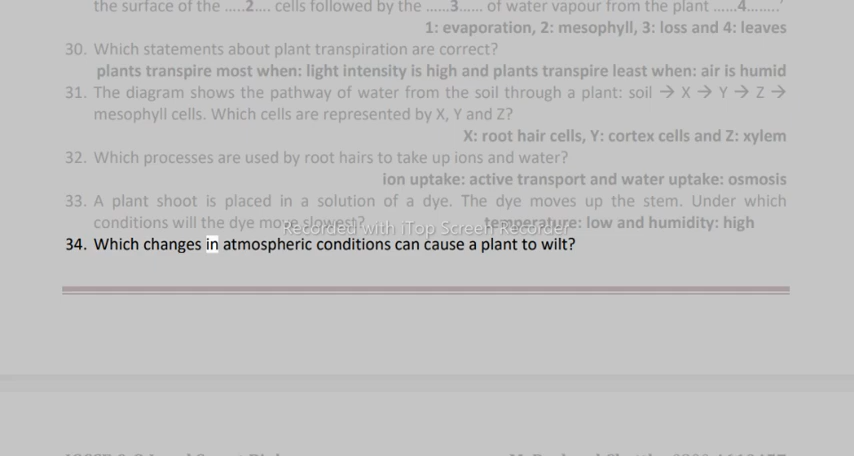 the surface of the .....2.... cells followed by the ......3...... of water vapour from the plant ......4.........’
1: evaporation, 2: mesophyll, 3: loss and 4: leaves
30. Which statements about plant transpiration are correct?
plants transpire most when: light intensity is high and plants transpire least when: air is humid
31. The diagram shows the pathway of water from the soil through a plant: soil → X → Y → Z →
mesophyll cells. Which cells are represented by X, Y and Z?
X: root hair cells, Y: cortex cells and Z: xylem
32. Which processes are used by root hairs to take up ions and water?
ion uptake: active transport and water uptake: osmosis
33. A plant shoot is placed in a solution of a dye. The dye moves up the stem. Under which
conditions will the dye move slowest? temperature: low and humidity: high
Recorded with iTop Screen Recorder
34. Which changes in atmospheric conditions can cause a plant to wilt?